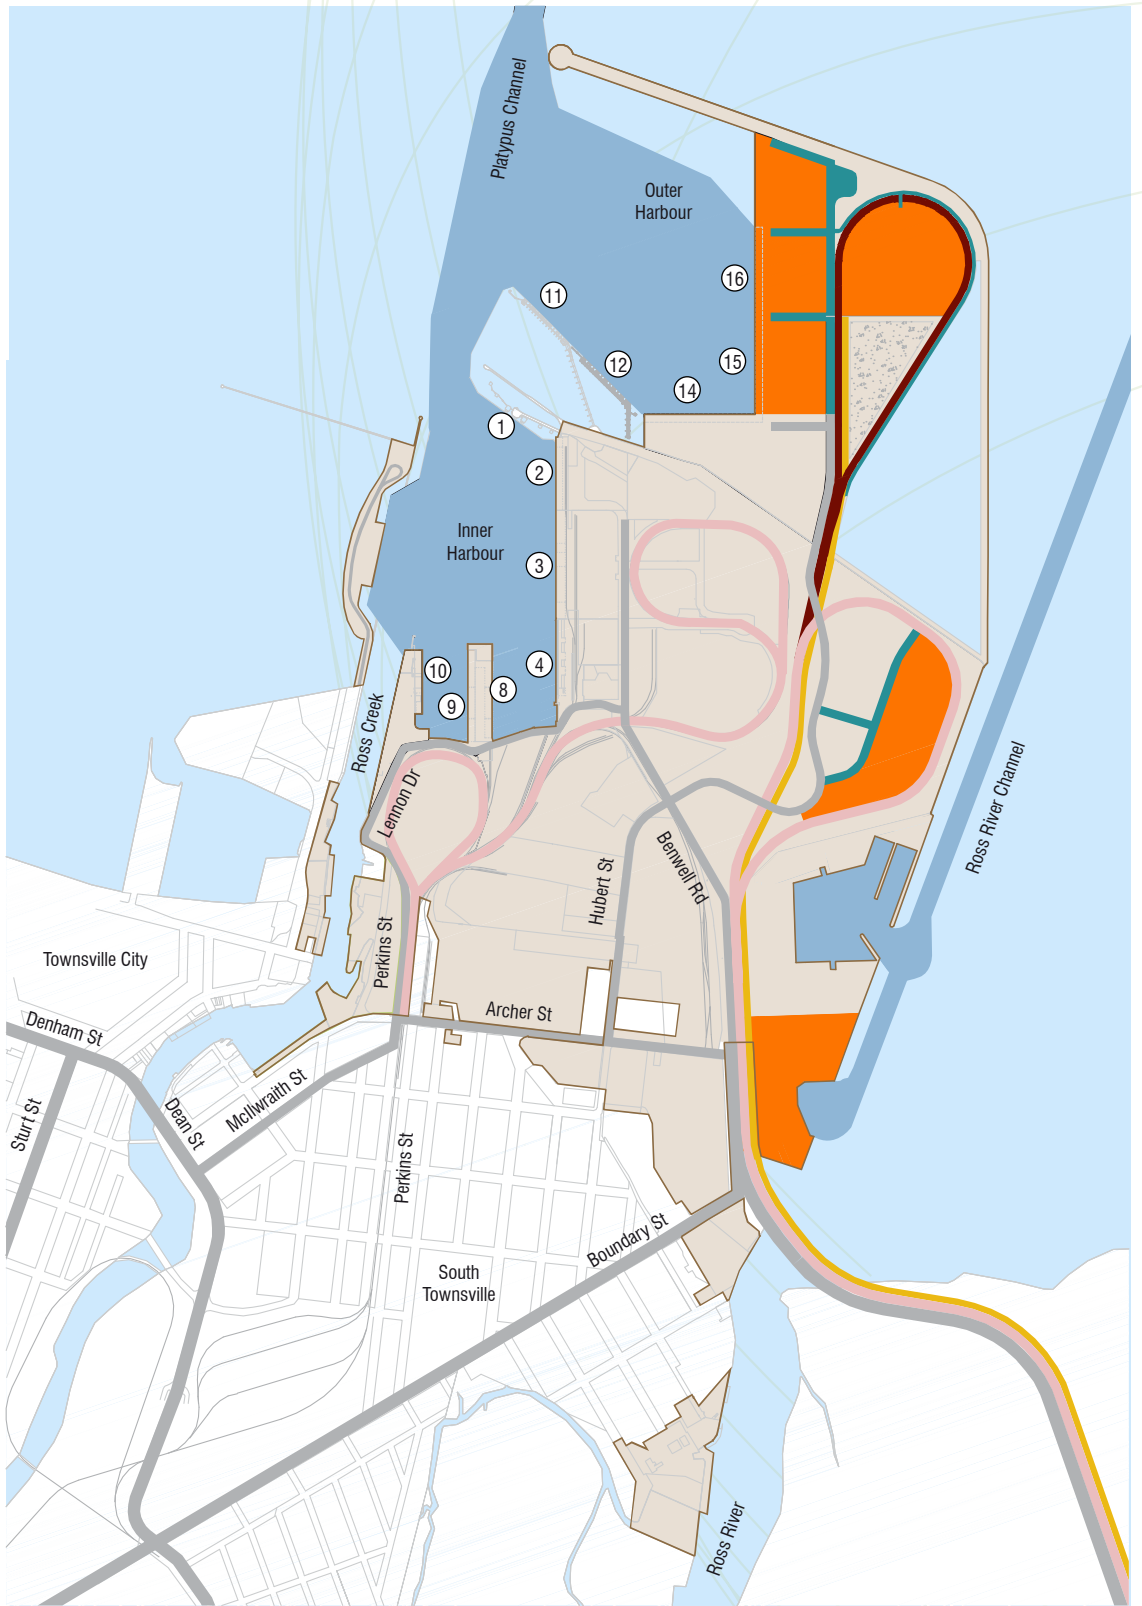 Platypus Channel
Outer
Harbour
16
11
15
12
14
1
2
Inner
Harbour
3
4
10
8
9
Ross Creek
Lennon Dr
Ross River Channel
Benwell Rd
Hubert St
Perkins St
Townsville City
Archer St
Denham St
McIlwraith St
Dean St
Sturt St
Perkins St
Boundary St
South
Townsville
Ross River